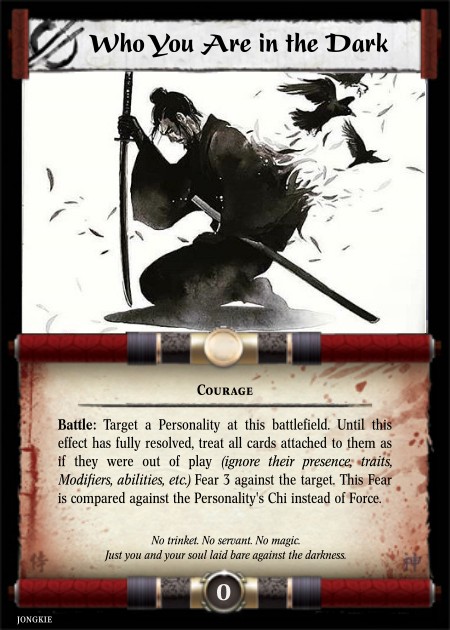 Who You Are in the Dark
Courage
Battle: Target a Personality at this battlefield. Until this
effect has fully resolved, treat all cards attached to them as
if they were out of play (ignore their presence, traits,
Modifiers, abilities, etc.) Fear 3 against the target. This Fear
is compared against the Personality's Chi instead of Force.
No trinket. No servant. No magic.
Just you and your soul laid bare against the darkness.
0
JONGKIE